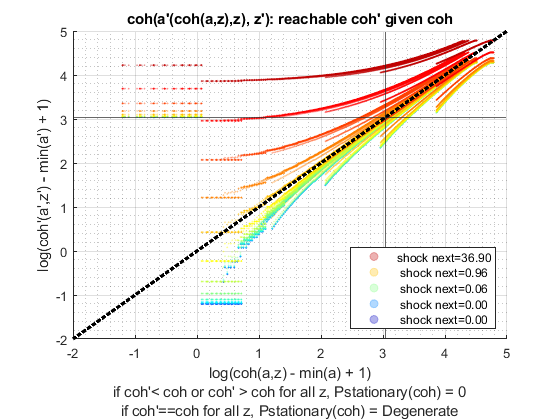 coh(a'(coh(a,z),z), z'): reachable coh' given coh
5
4
3
2
1
0
-1
-2
log(coh'(a',z') - min(a') + 1)
shock next=36.90
shock next=0.96
shock next=0.06
shock next=0.00
shock next=0.00
-2 -1 0 1 2 3 4 5
log(coh(a,z) - min(a) + 1)
if coh'< coh or coh' > coh for all z, Pstationary(coh) = 0
if coh'==coh for all z, Pstationary(coh) = Degenerate